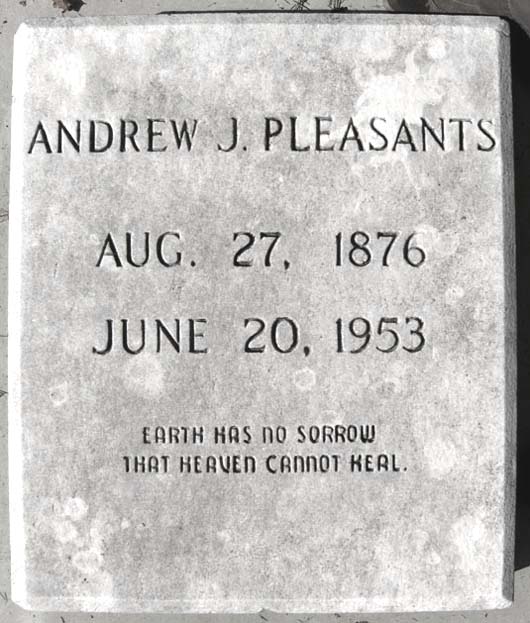 ANDREW J. PLEASANTS
AUG. 27, 1876
JUNE 20, 1953
EARTH HAS NO SORROW
THAT HEAVEN CANNOT HEAL.